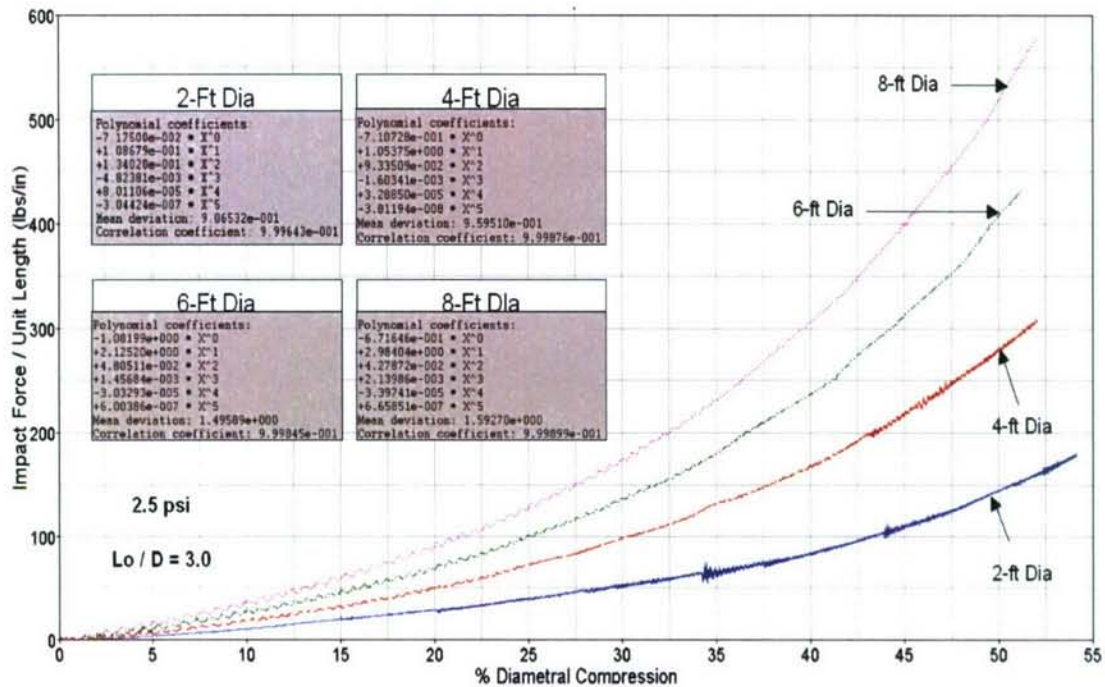 600
500
400
300
200
100
0
Impact Force / Unit Length (lbs/in)
2-Ft Dia
Polynomial coefficients:
-7.17500e-002 * X^0
+1.08679e-001 * X^1
+1.34020e-001 * X^2
-4.82381e-003 * X^3
+8.01106e-005 * X^4
-3.04424e-007 * X^5
Mean deviation: 9.06532e-001
Correlation coefficient: 9.99643e-001
4-Ft Dia
Polynomial coefficients:
-7.10728e-001 * X^0
+1.05375e+000 * X^1
+9.33509e-002 * X^2
-1.60341e-003 * X^3
+3.28850e-005 * X^4
-3.81194e-008 * X^5
Mean deviation: 9.59510e-001
Correlation coefficient: 9.99876e-001
6-Ft Dia
Polynomial coefficients:
-1.08199e+000 * X^0
+2.12520e+000 * X^1
+4.80511e-002 * X^2
+1.45684e-003 * X^3
-3.03293e-005 * X^4
+6.00386e-007 * X^5
Mean deviation: 1.49589e+000
Correlation coefficient: 9.99845e-001
8-Ft Dia
Polynomial coefficients:
-6.71646e-001 * X^0
+2.98404e+000 * X^1
+4.27872e-002 * X^2
+2.13986e-003 * X^3
-3.39741e-005 * X^4
+6.65851e-007 * X^5
Mean deviation: 1.59270e+000
Correlation coefficient: 9.99899e-001
8-ft Dia
6-ft Dia
4-ft Dia
2-ft Dia
2.5 psi
Lo / D = 3.0
0 5 10 15 20 25 30 35 40 45 50 55
% Diametral Compression